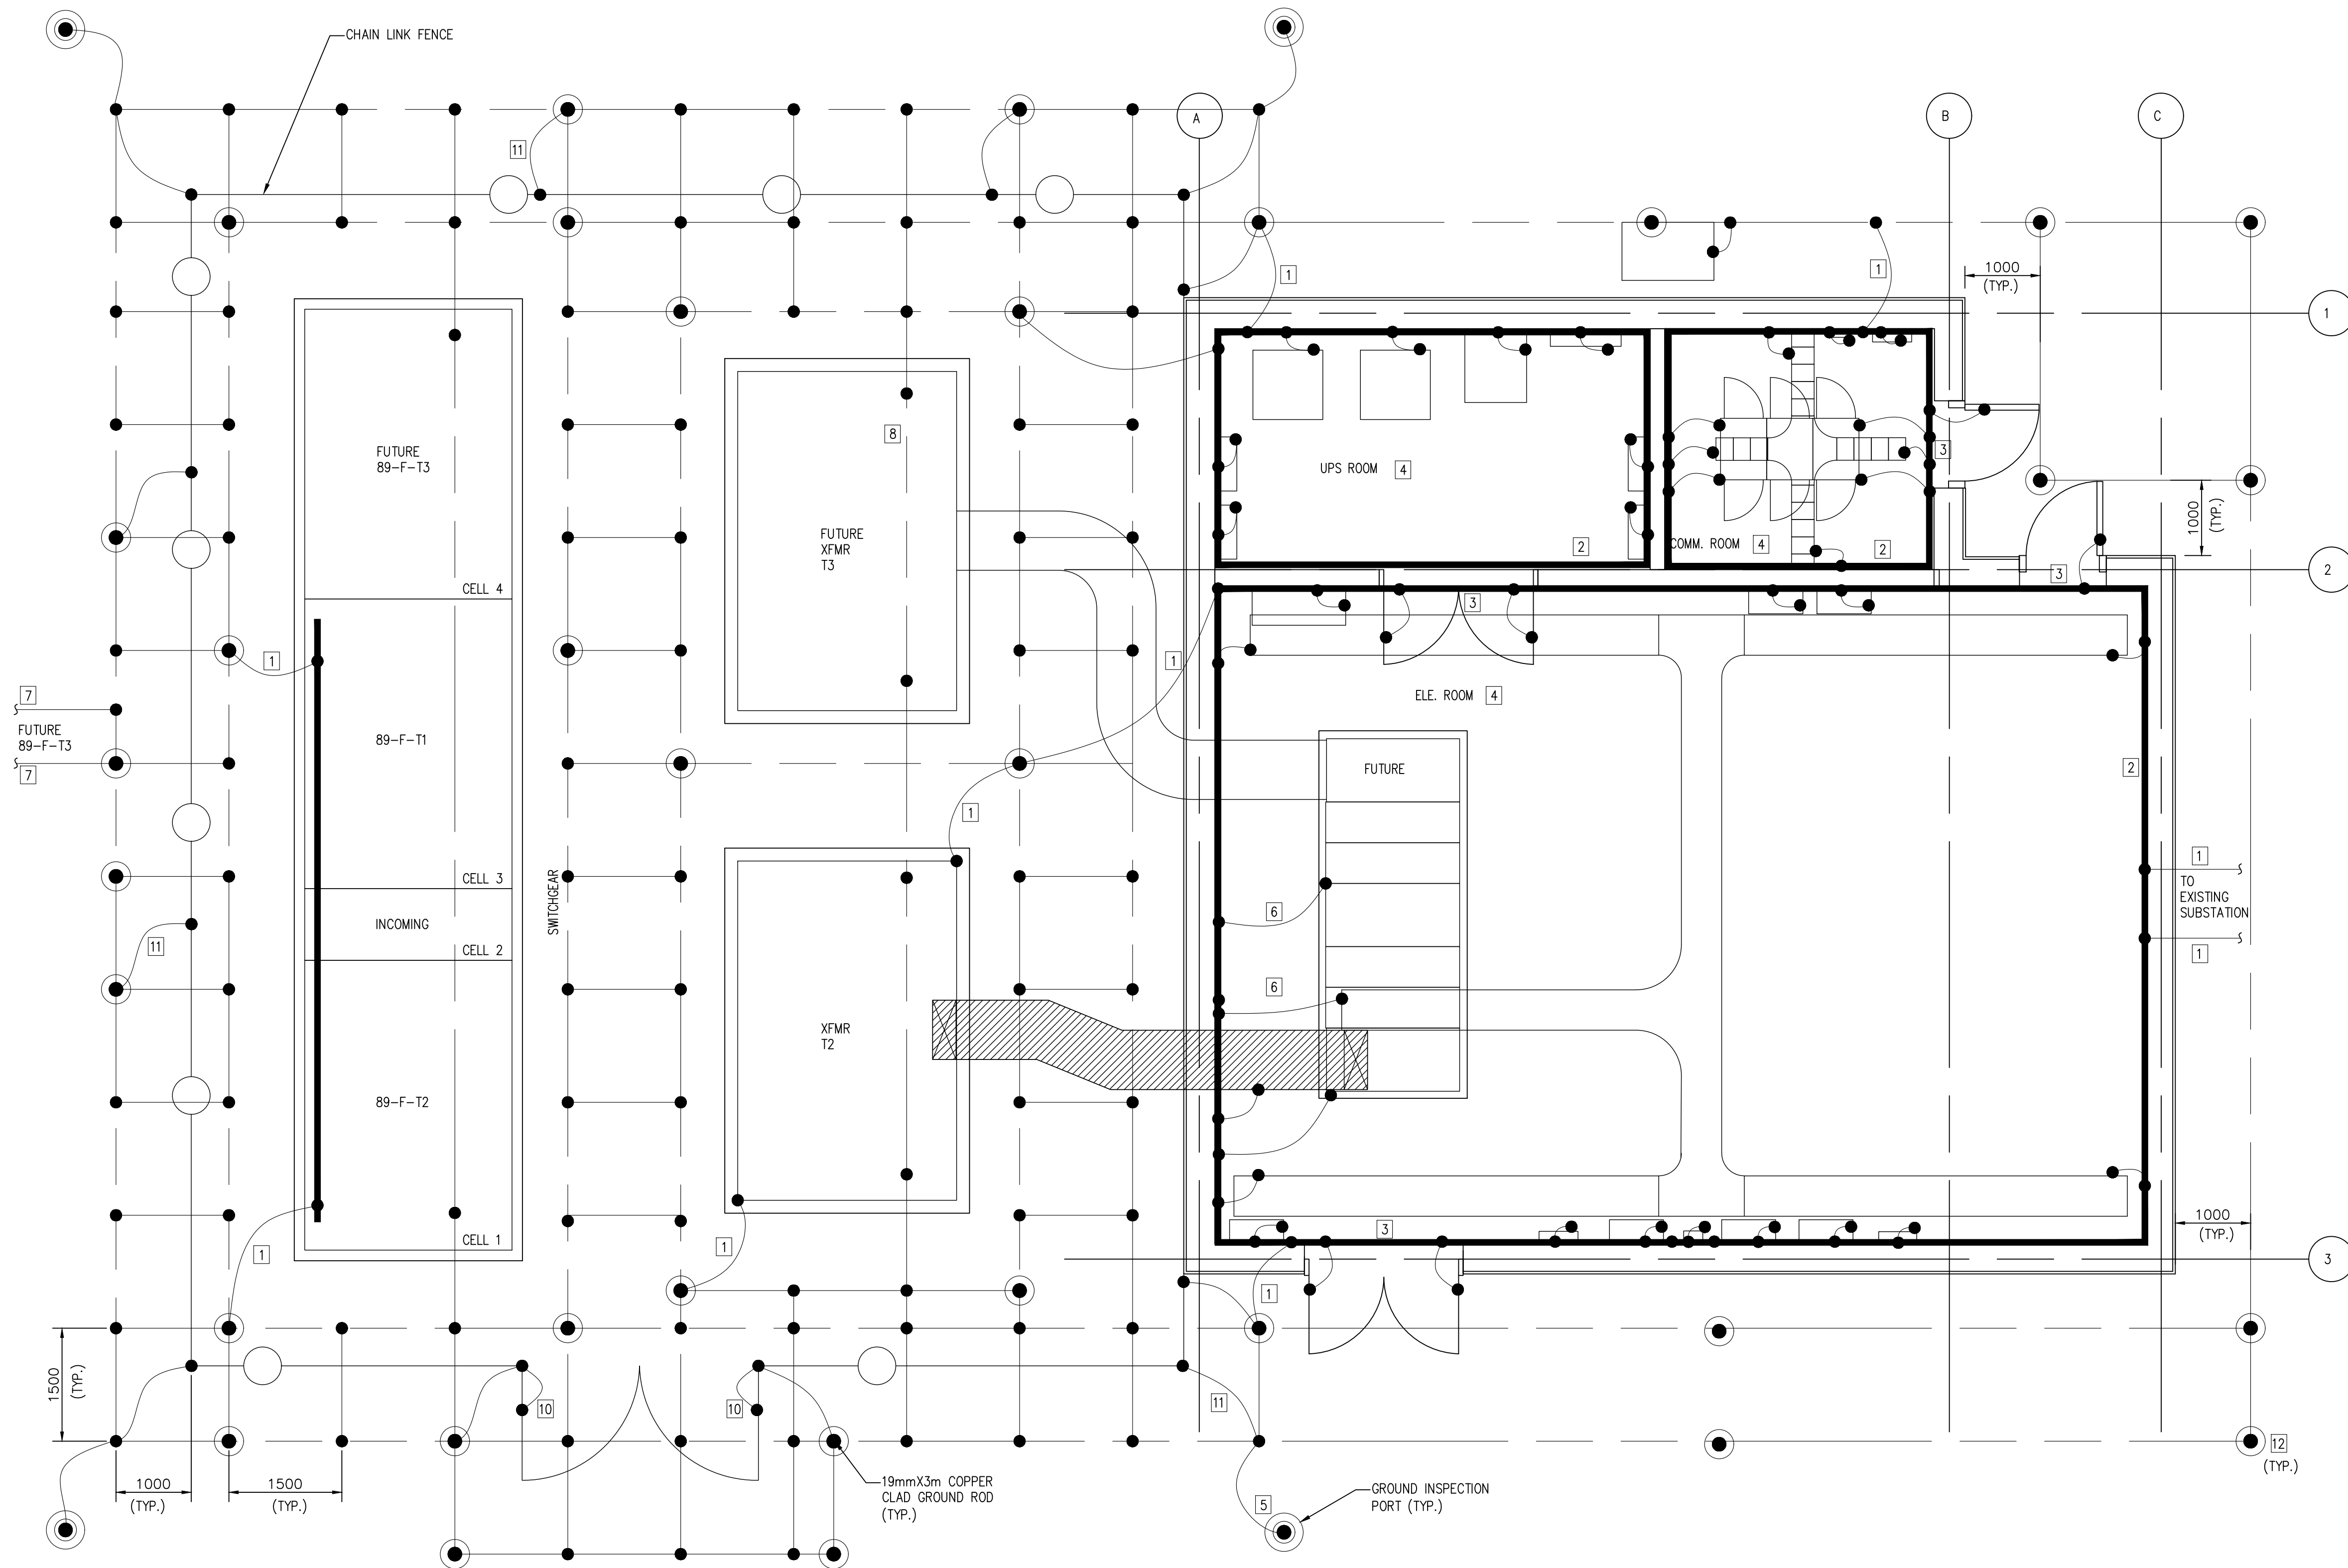 CHAIN LINK FENCE
A
B
C
11
1
1
1000
(TYP.)
1
8
FUTURE
89-F-T3
UPS ROOM
4
3
1000
(TYP.)
FUTURE
XFMR
T3
2
COMM. ROOM
4
2
CELL 4
3
3
2
1
1
7
FUTURE
89-F-T3
7
ELE. ROOM
4
89-F-T1
FUTURE
2
1
CELL 3
SWITCHGEAR
1
TO
EXISTING
SUBSTATION
1
INCOMING
6
11
CELL 2
6
XFMR
T2
89-F-T2
1000
(TYP.)
3
CELL 1
1
1
3
1
1500
(TYP.)
10
10
11
12
(TYP.)
1000
(TYP.)
1500
(TYP.)
19mmX3m COPPER
CLAD GROUND ROD
(TYP.)
5
GROUND INSPECTION
PORT (TYP.)